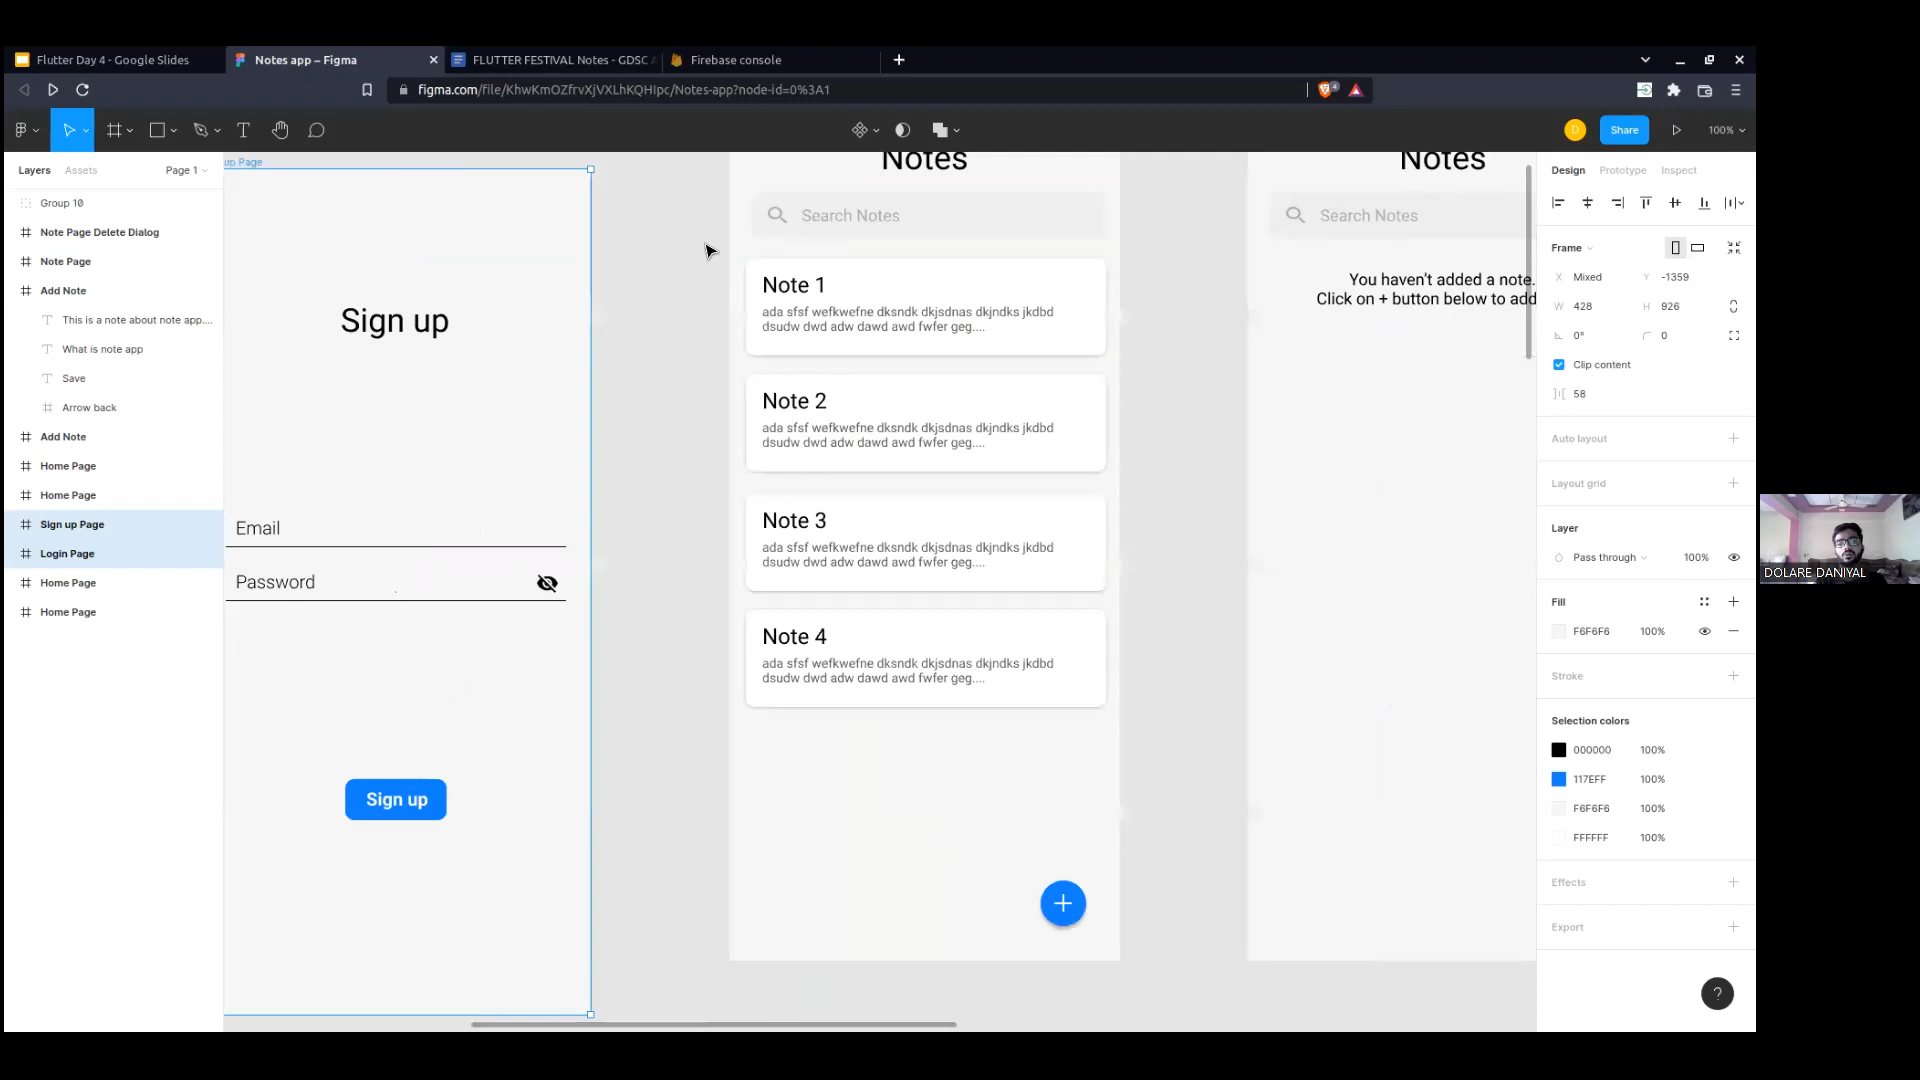 Flutter Day 4 - Google Slides
Notes app – Figma
FLUTTER FESTIVAL Notes - GDSC
Firebase console
figma.com/file/KhwKmOZfrvXjVXLhKQHIpc/Notes-app?node-id=0%3A1
4
D
Share
100%
Layers
Assets
Page 1
Group 10
Note Page Delete Dialog
Note Page
Add Note
This is a note about note app....
What is note app
Save
Arrow back
Add Note
Home Page
Home Page
Sign up Page
Login Page
Home Page
Home Page
up Page
Sign up
Email
Password
Sign up
Notes
Search Notes
Note 1
ada sfsf wefkwefne dksndk dkjsdnas dkjndks jkdbd
dsudw dwd adw dawd awd fwfer geg....
Note 2
ada sfsf wefkwefne dksndk dkjsdnas dkjndks jkdbd
dsudw dwd adw dawd awd fwfer geg....
Note 3
ada sfsf wefkwefne dksndk dkjsdnas dkjndks jkdbd
dsudw dwd adw dawd awd fwfer geg....
Note 4
ada sfsf wefkwefne dksndk dkjsdnas dkjndks jkdbd
dsudw dwd adw dawd awd fwfer geg....
Notes
Search Notes
You haven't added a note.
Click on + button below to add
Design
Prototype
Inspect
Frame
X Mixed
Y -1359
W 428
H 926
0°
0
Clip content
58
Auto layout
Layout grid
Layer
Pass through
100%
Fill
F6F6F6 100%
Stroke
Selection colors
000000 100%
117EFF 100%
F6F6F6 100%
FFFFFF 100%
Effects
Export
?
DOLARE DANIYAL